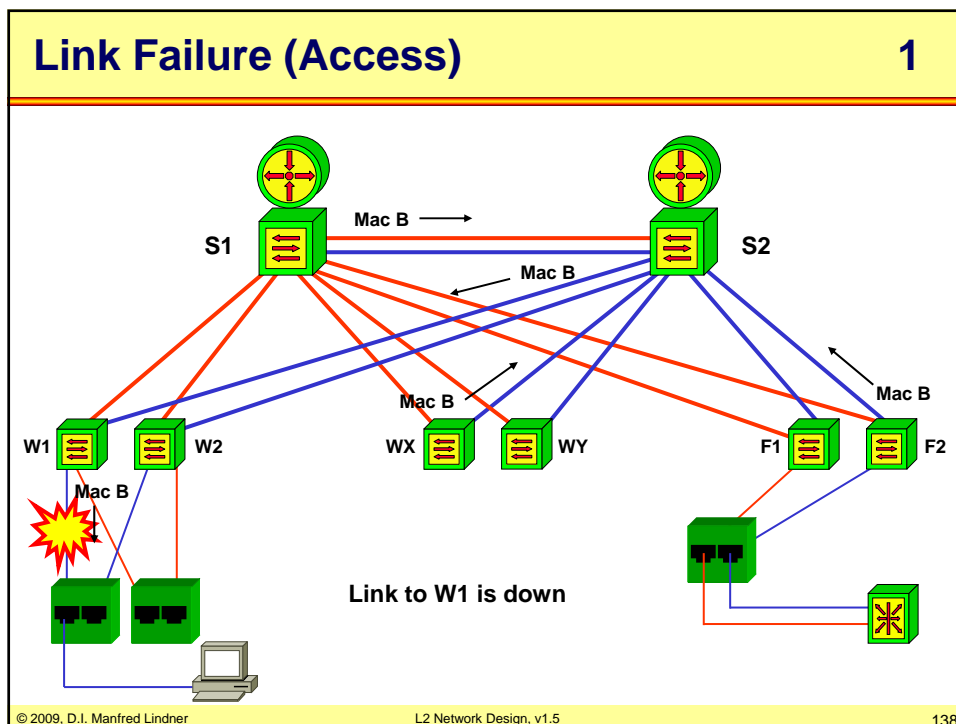 Link Failure (Access) 1
Mac B
S1
S2
Mac B
Mac B
Mac B
W1
W2
WX
WY
F1
F2
Mac B
Link to W1 is down
© 2009, D.I. Manfred Lindner
L2 Network Design, v1.5
138